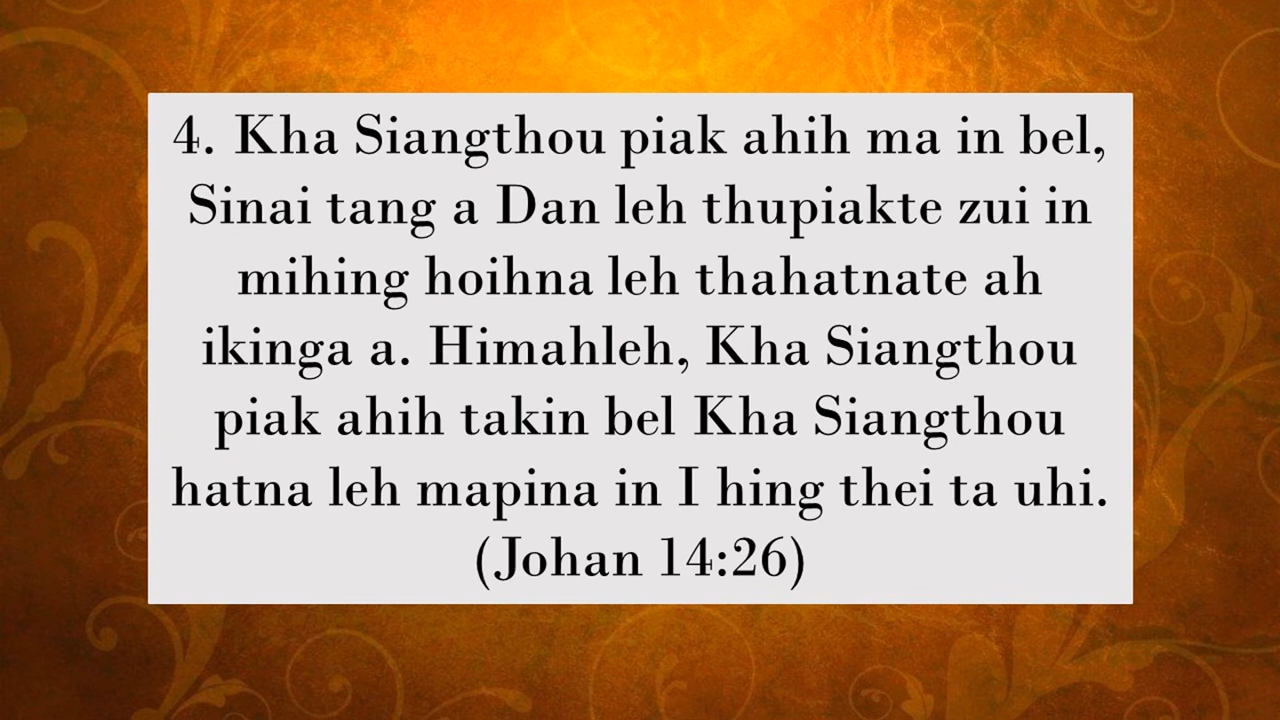 4. Kha Siangthou piak ahih ma in bel,
Sinai tang a Dan leh thupiakte zui in
mihing hoihna leh thahatnate ah
ikinga a. Himahleh, Kha Siangthou
piak ahih takin bel Kha Siangthou
hatna leh mapina in I hing thei ta uhi.
(Johan 14:26)